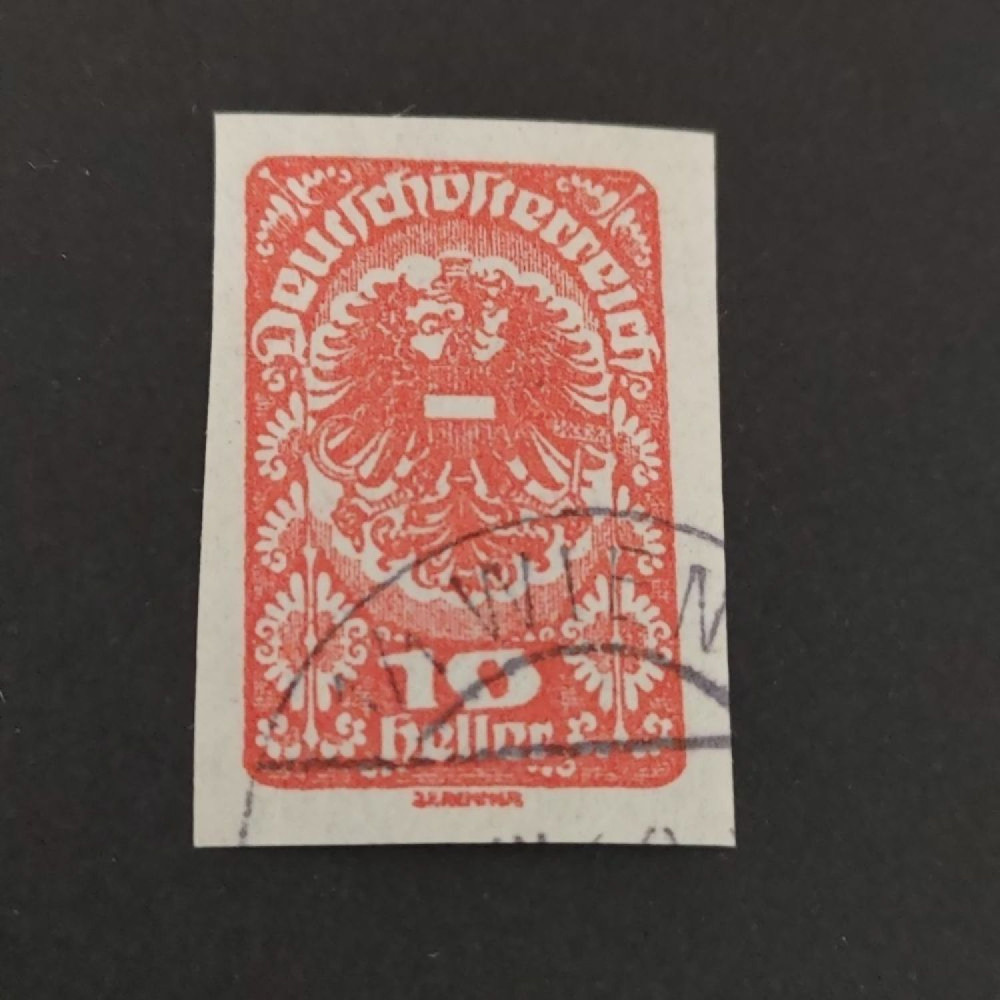 Deutschösterreich
WIEN
10
heller